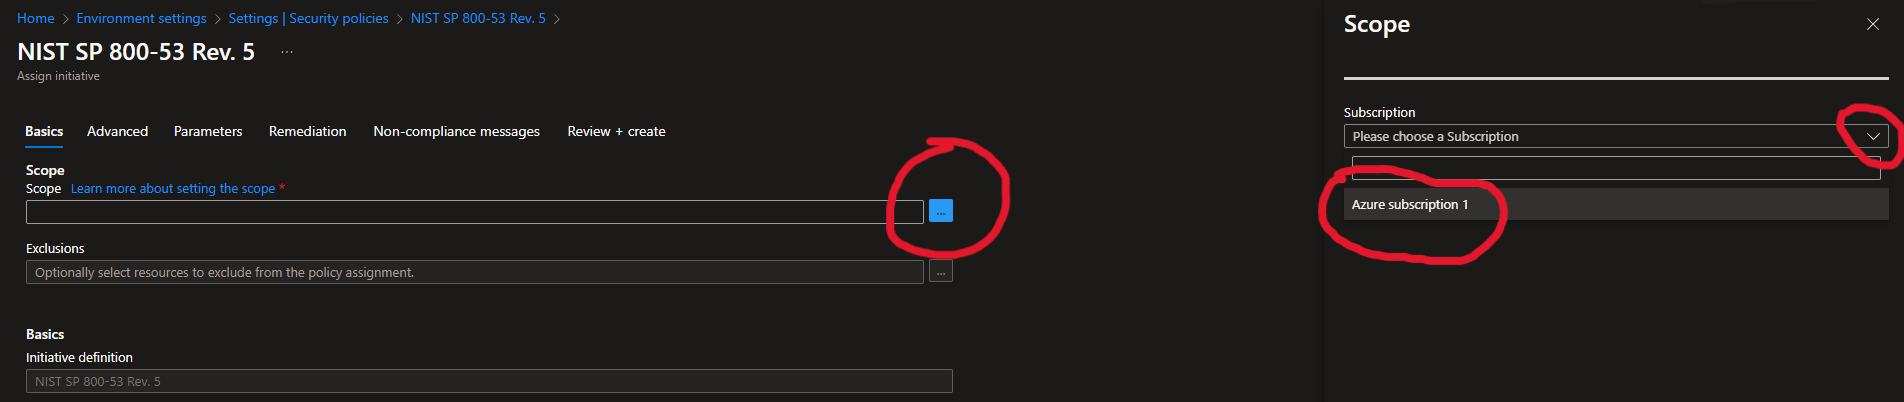 Home > Environment settings > Settings | Security policies > NIST SP 800-53 Rev. 5 >
NIST SP 800-53 Rev. 5 ...
Assign initiative
Basics Advanced Parameters Remediation Non-compliance messages Review + create
Scope
Scope Learn more about setting the scope *
...
Exclusions
Optionally select resources to exclude from the policy assignment.
...
Basics
Initiative definition
NIST SP 800-53 Rev. 5
Scope
Subscription
Please choose a Subscription
Azure subscription 1